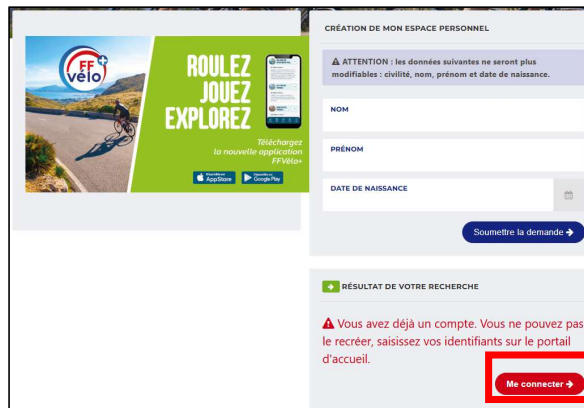 FF
vélo
ROULEZ
JOUEZ
EXPLOREZ
Téléchargez
la nouvelle application
FFVélo+
App Store
Google Play
CRÉATION DE MON ESPACE PERSONNEL
ATTENTION : les données suivantes ne seront plus
modifiables : civilité, nom, prénom et date de naissance.
NOM
PRÉNOM
DATE DE NAISSANCE
Soumettre la demande
RÉSULTAT DE VOTRE RECHERCHE
Vous avez déjà un compte. Vous ne pouvez pas
le recréer, saisissez vos identifiants sur le portail
d'accueil.
Me connecter